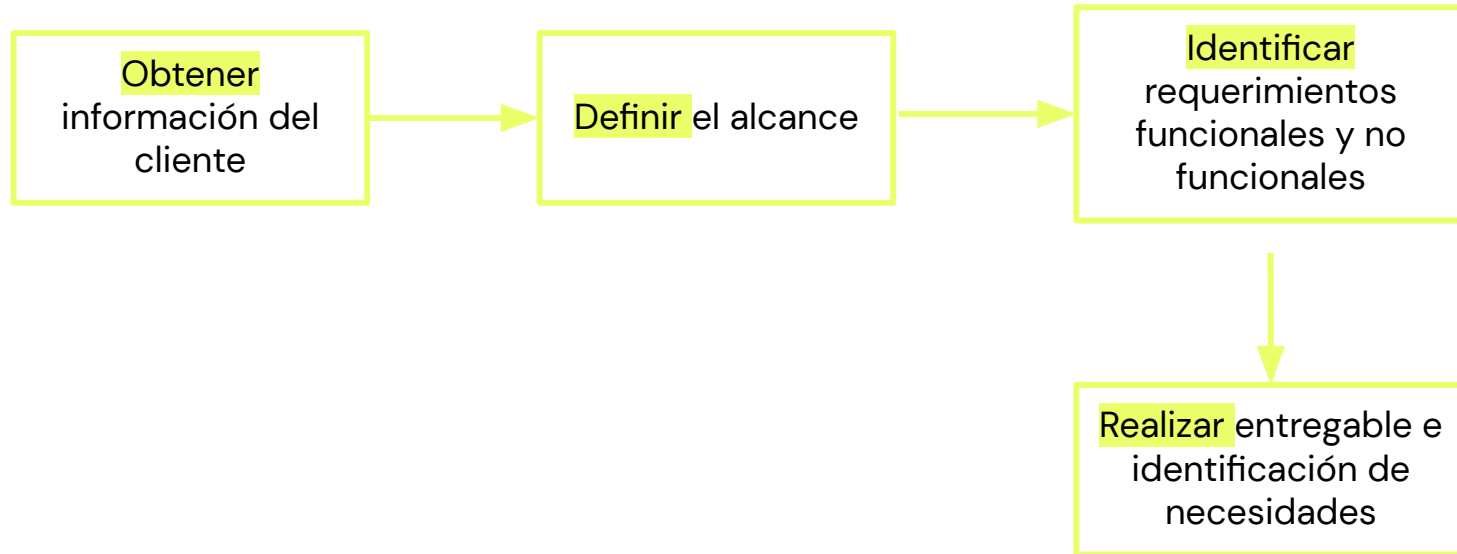 Obtener
información del
cliente
Definir el alcance
Identificar
requerimientos
funcionales y no
funcionales
Realizar entregable e
identificación de
necesidades